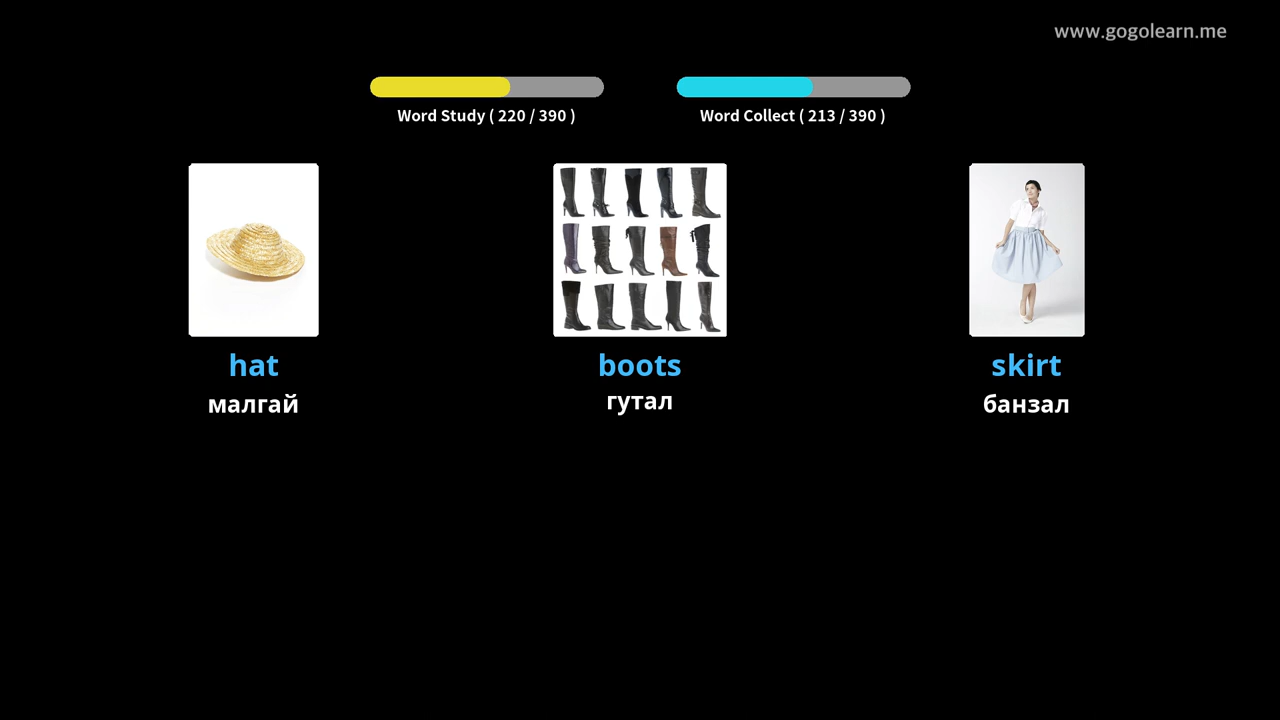 www.gogolearn.me
Word Study ( 220 / 390 )
Word Collect ( 213 / 390 )
hat
boots
skirt
малгай
гутал
банзал